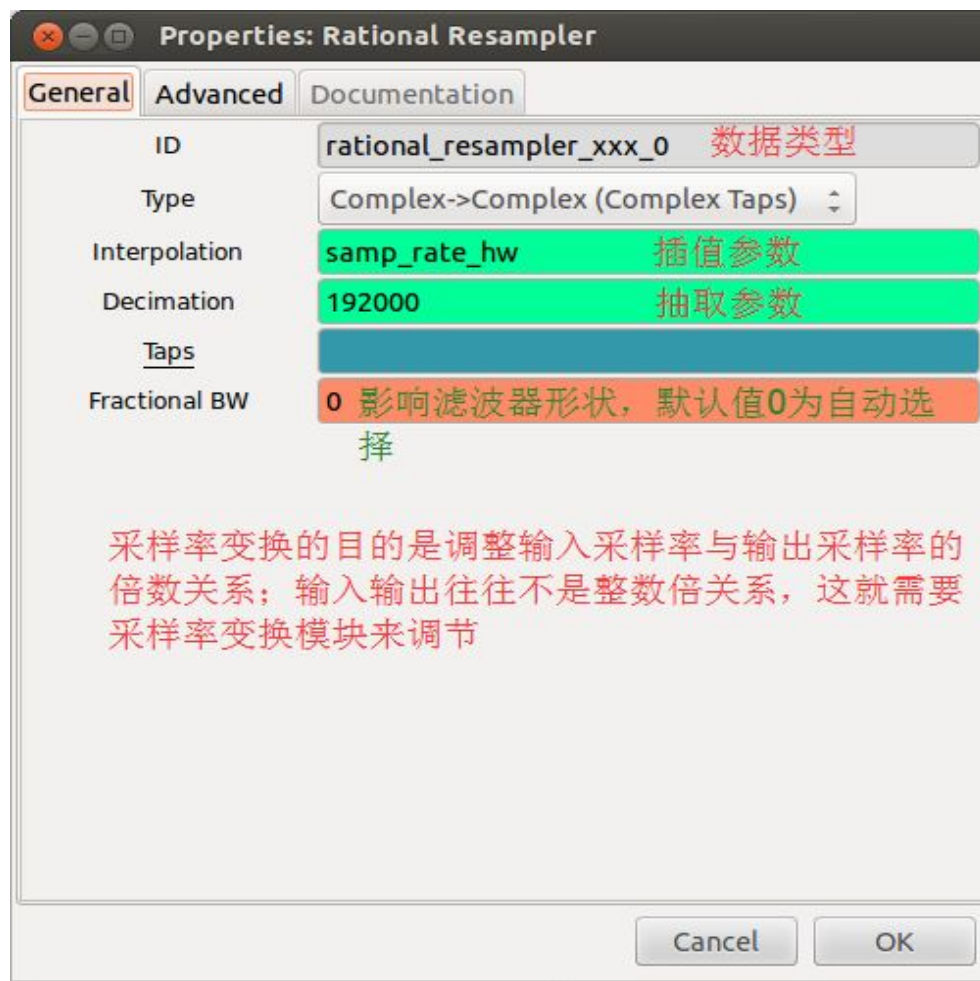 Properties: Rational Resampler
General Advanced Documentation
ID rational_resampler_xxx_0 数据类型
Type Complex->Complex (Complex Taps)
Interpolation samp_rate_hw 插值参数
Decimation 192000 抽取参数
Taps
Fractional BW 0 影响滤波器形状，默认值0为自动选
择
采样率变换的目的是调整输入采样率与输出采样率的
倍数关系；输入输出往往不是整数倍关系，这就需要
采样率变换模块来调节
Cancel OK